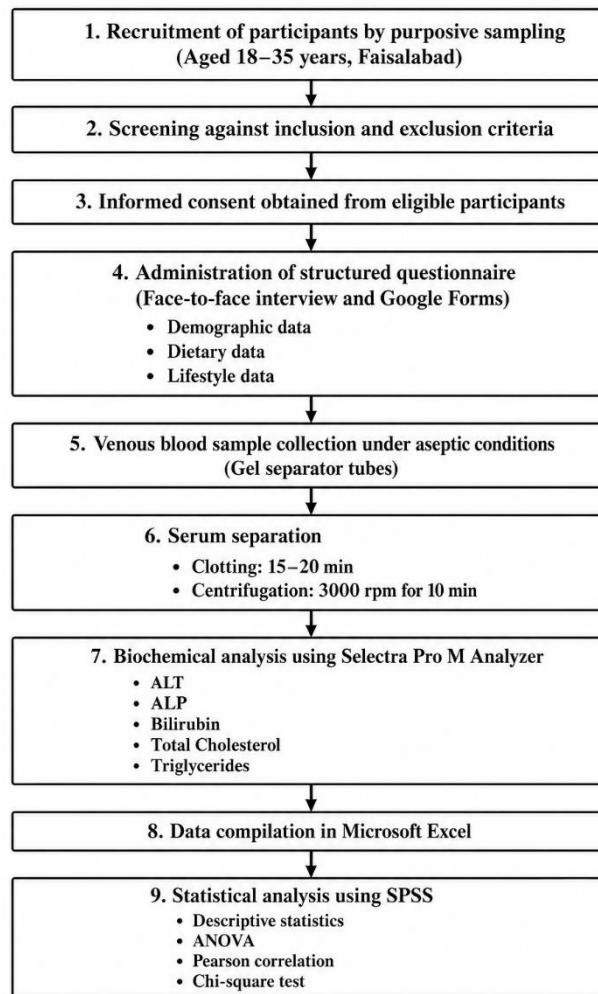 1. Recruitment of participants by purposive sampling
(Aged 18–35 years, Faisalabad)
2. Screening against inclusion and exclusion criteria
3. Informed consent obtained from eligible participants
4. Administration of structured questionnaire
(Face-to-face interview and Google Forms)
• Demographic data
• Dietary data
• Lifestyle data
5. Venous blood sample collection under aseptic conditions
(Gel separator tubes)
6. Serum separation
• Clotting: 15–20 min
• Centrifugation: 3000 rpm for 10 min
7. Biochemical analysis using Selectra Pro M Analyzer
• ALT
• ALP
• Bilirubin
• Total Cholesterol
• Triglycerides
8. Data compilation in Microsoft Excel
9. Statistical analysis using SPSS
• Descriptive statistics
• ANOVA
• Pearson correlation
• Chi-square test